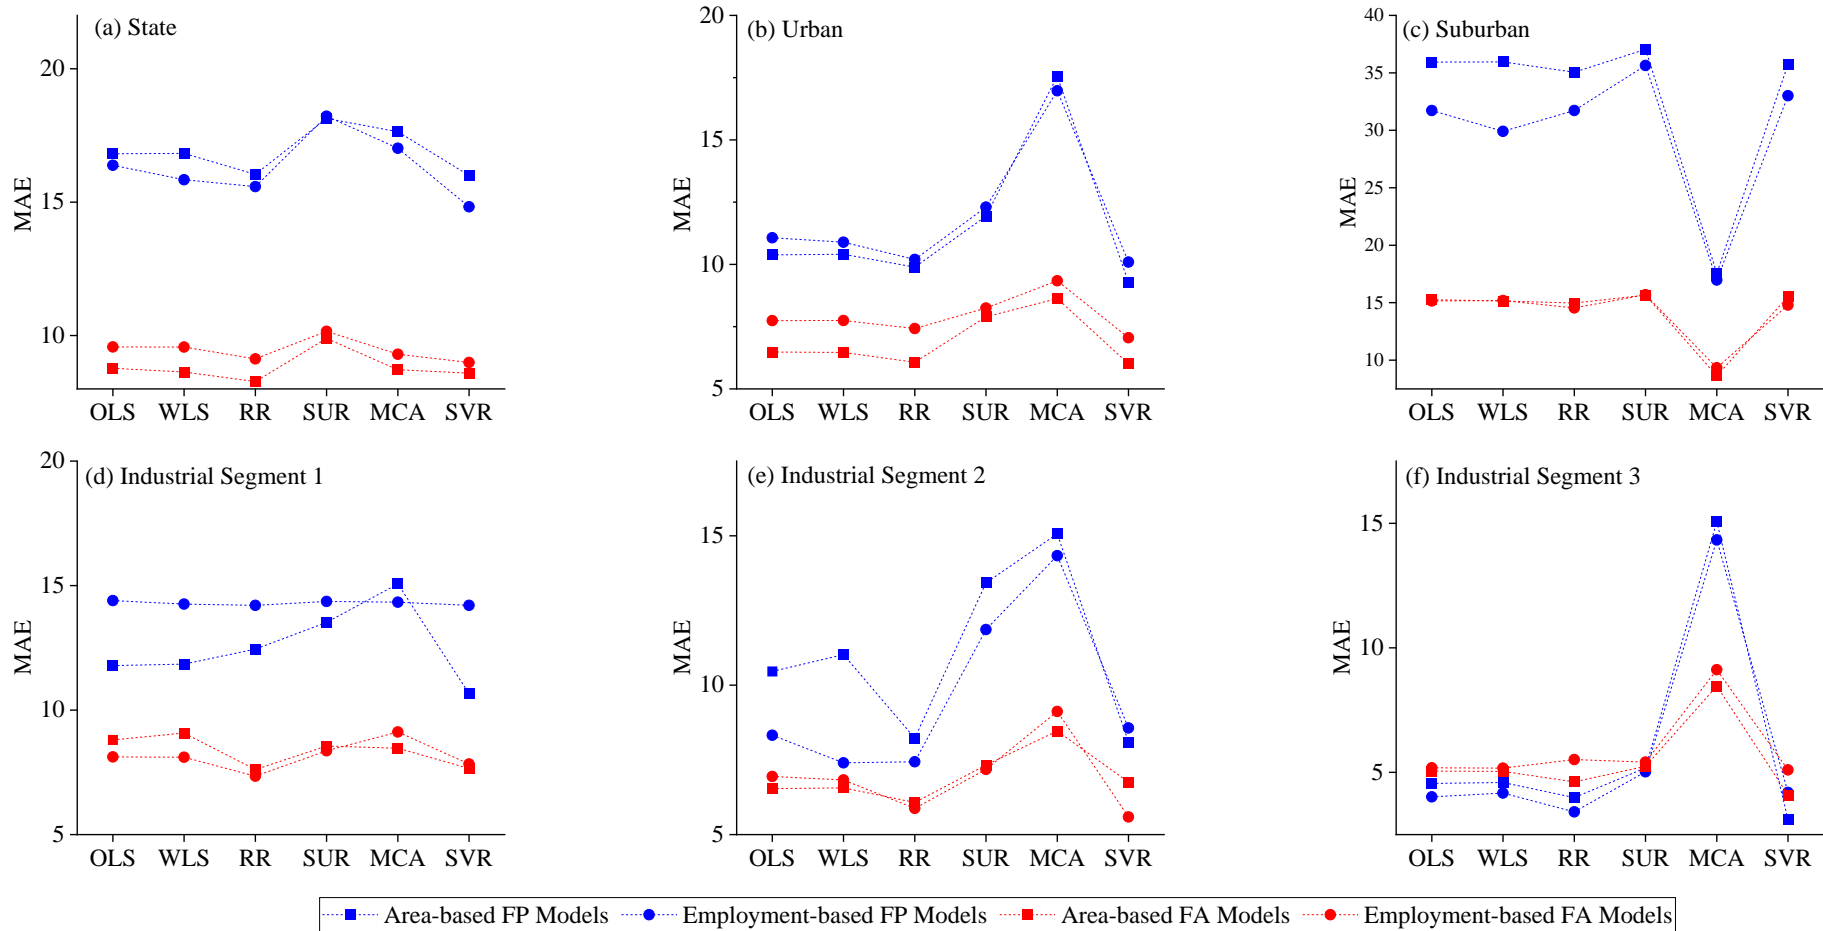 (a) State
20
15
10
MAE
OLS WLS RR SUR MCA SVR
(b) Urban
20
15
10
5
MAE
OLS WLS RR SUR MCA SVR
(c) Suburban
40
35
30
25
20
15
10
MAE
OLS WLS RR SUR MCA SVR
(d) Industrial Segment 1
20
15
10
5
MAE
OLS WLS RR SUR MCA SVR
(e) Industrial Segment 2
15
10
5
MAE
OLS WLS RR SUR MCA SVR
(f) Industrial Segment 3
15
10
5
MAE
OLS WLS RR SUR MCA SVR
Area-based FP Models Employment-based FP Models Area-based FA Models Employment-based FA Models